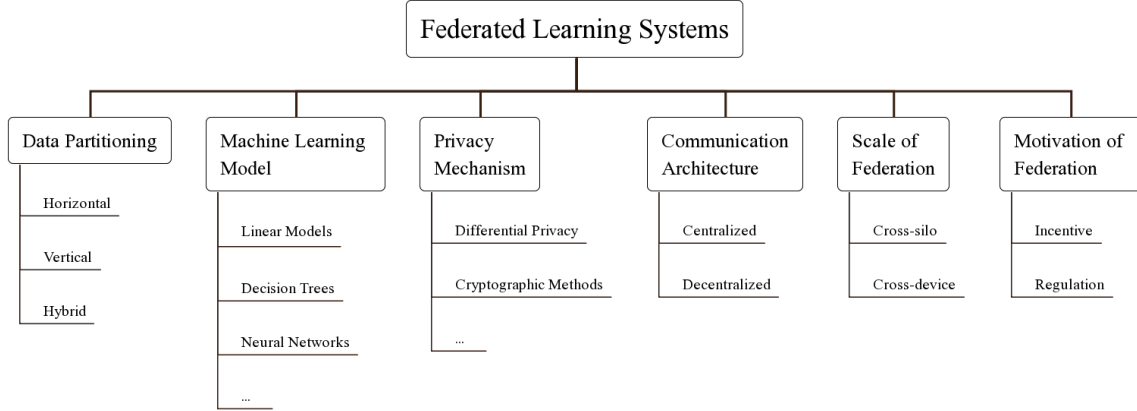 Federated Learning Systems
Data Partitioning
Horizontal
Vertical
Hybrid
Machine Learning
Model
Linear Models
Decision Trees
Neural Networks
...
Privacy
Mechanism
Differential Privacy
Cryptographic Methods
...
Communication
Architecture
Centralized
Decentralized
Scale of
Federation
Cross-silo
Cross-device
Motivation of
Federation
Incentive
Regulation